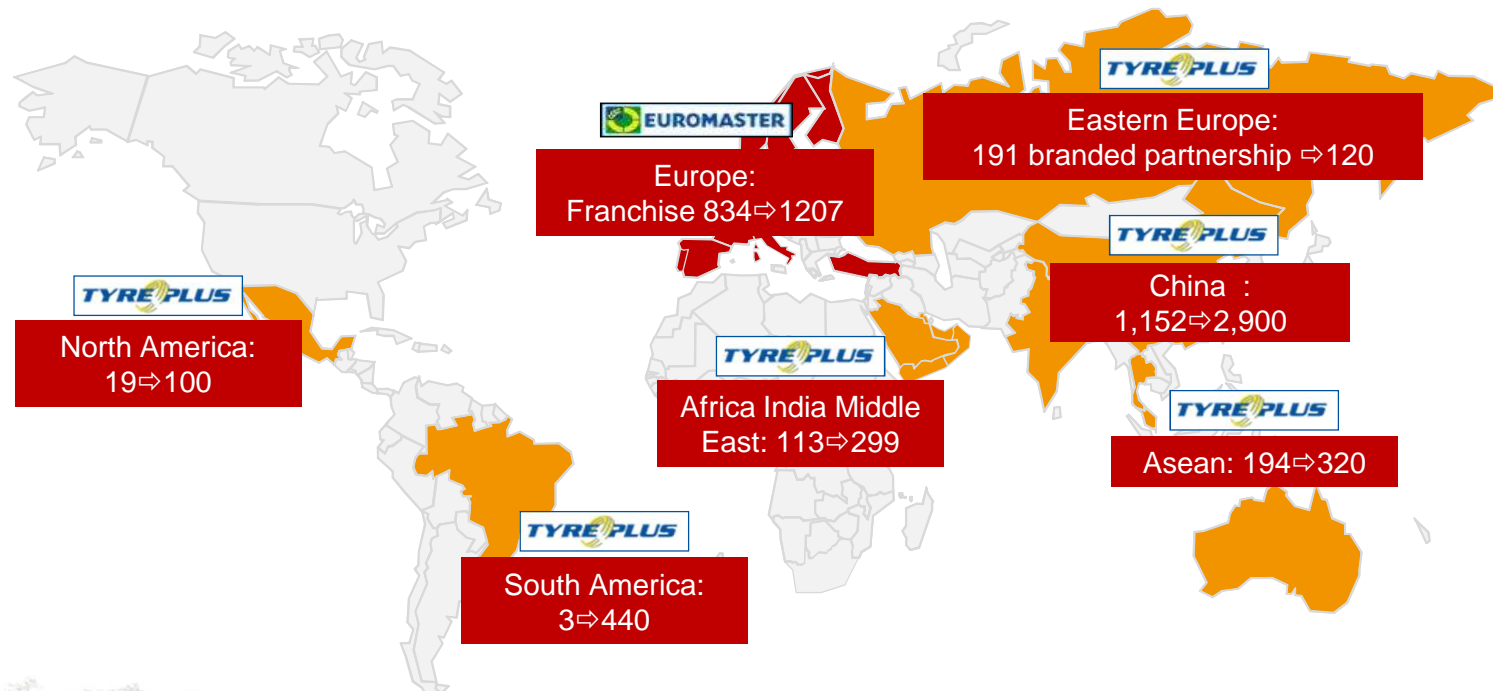 TYREPLUS
Eastern Europe:
191 branded partnership ⇨120
EUROMASTER
Europe:
Franchise 834⇨1207
TYREPLUS
China :
1,152⇨2,900
TYREPLUS
North America:
19⇨100
TYREPLUS
Africa India Middle
East: 113⇨299
TYREPLUS
Asean: 194⇨320
TYREPLUS
South America:
3⇨440